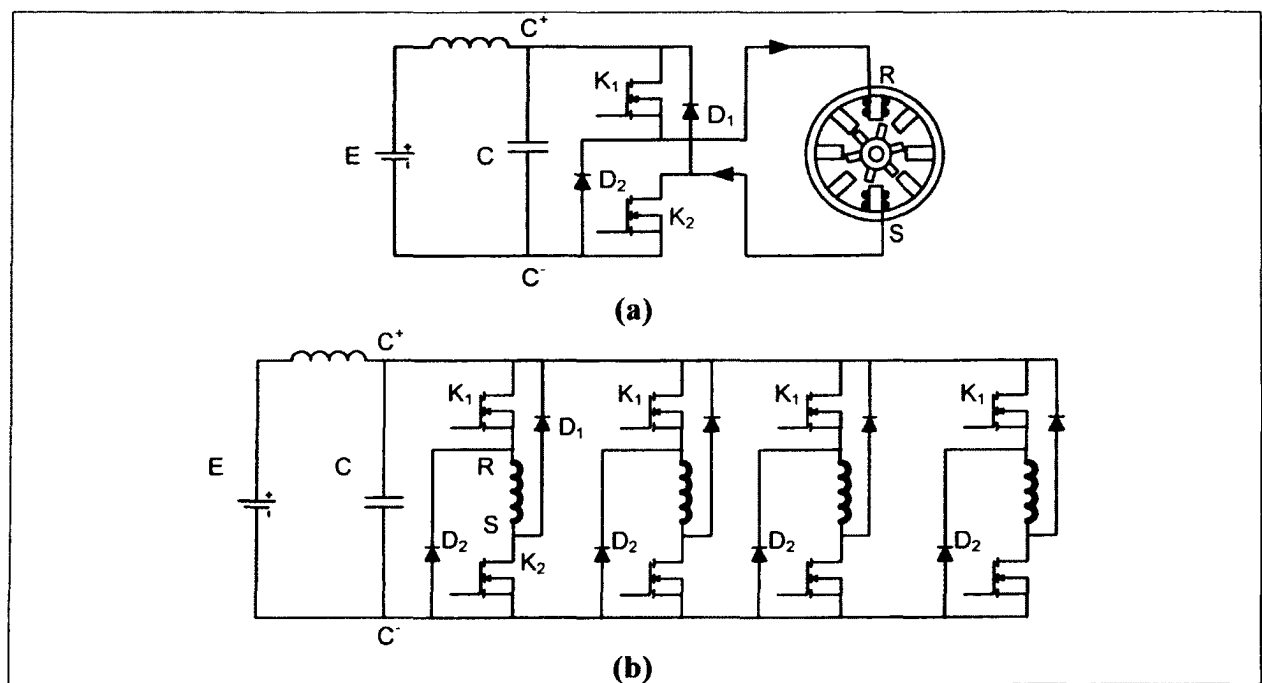 C⁺
K₁
R
D₁
E
+
-
C
D₂
K₂
S
C⁻
(a)
C⁺
K₁
K₁
K₁
K₁
D₁
E
+
-
C
R
S
D₂
D₂
D₂
D₂
K₂
C⁻
(b)